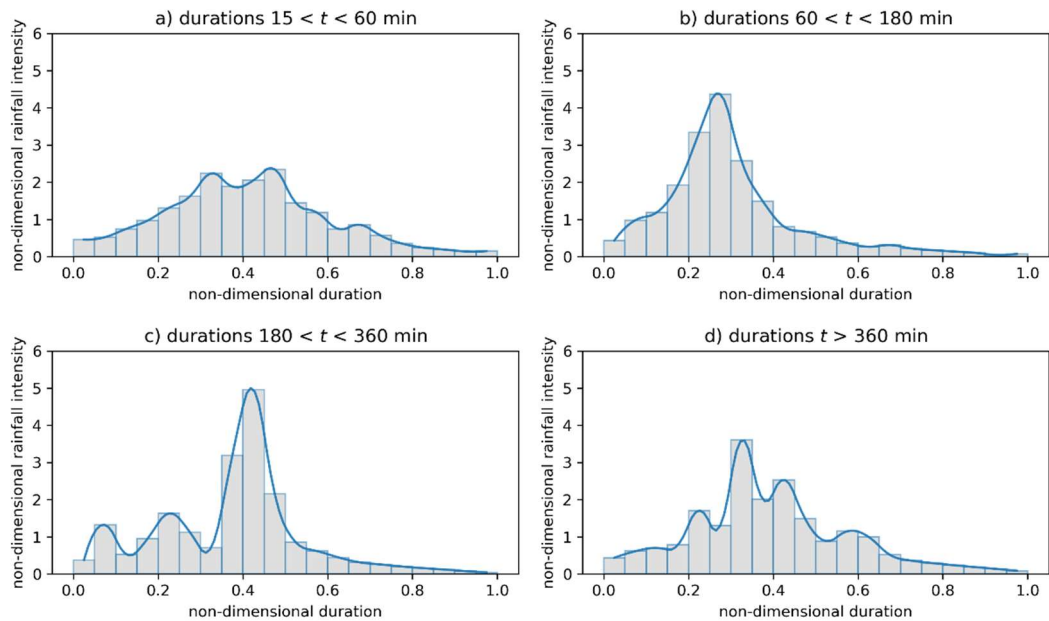 a) durations 15 < t < 60 min
non-dimensional rainfall intensity
6
5
4
3
2
1
0
0.0 0.2 0.4 0.6 0.8 1.0
non-dimensional duration
b) durations 60 < t < 180 min
non-dimensional rainfall intensity
6
5
4
3
2
1
0
0.0 0.2 0.4 0.6 0.8 1.0
non-dimensional duration
c) durations 180 < t < 360 min
non-dimensional rainfall intensity
6
5
4
3
2
1
0
0.0 0.2 0.4 0.6 0.8 1.0
non-dimensional duration
d) durations t > 360 min
non-dimensional rainfall intensity
6
5
4
3
2
1
0
0.0 0.2 0.4 0.6 0.8 1.0
non-dimensional duration